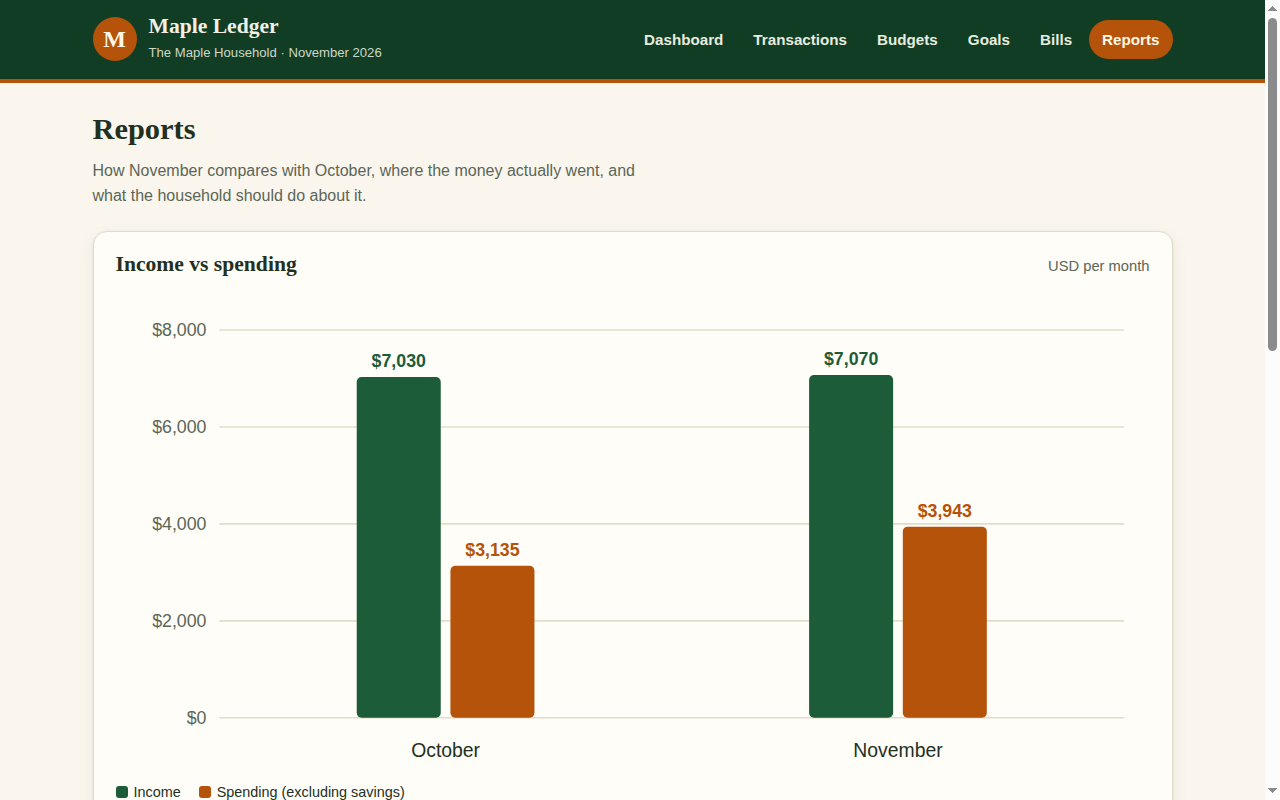 M
Maple Ledger
The Maple Household · November 2026
Dashboard
Transactions
Budgets
Goals
Bills
Reports
Reports
How November compares with October, where the money actually went, and
what the household should do about it.
Income vs spending
USD per month
$8,000
$6,000
$4,000
$2,000
$0
$7,030
$3,135
$7,070
$3,943
October
November
Income
Spending (excluding savings)